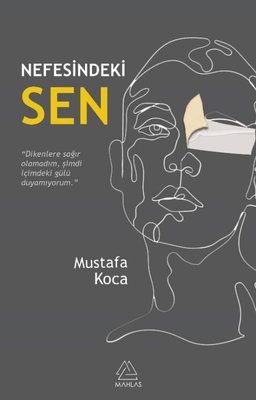 NEFESİNDEKİ
SEN
“Dikenlere sağır
olamadım, şimdi
içimdeki gülü
duyamıyorum.”
Mustafa
Koca
MAHLAS